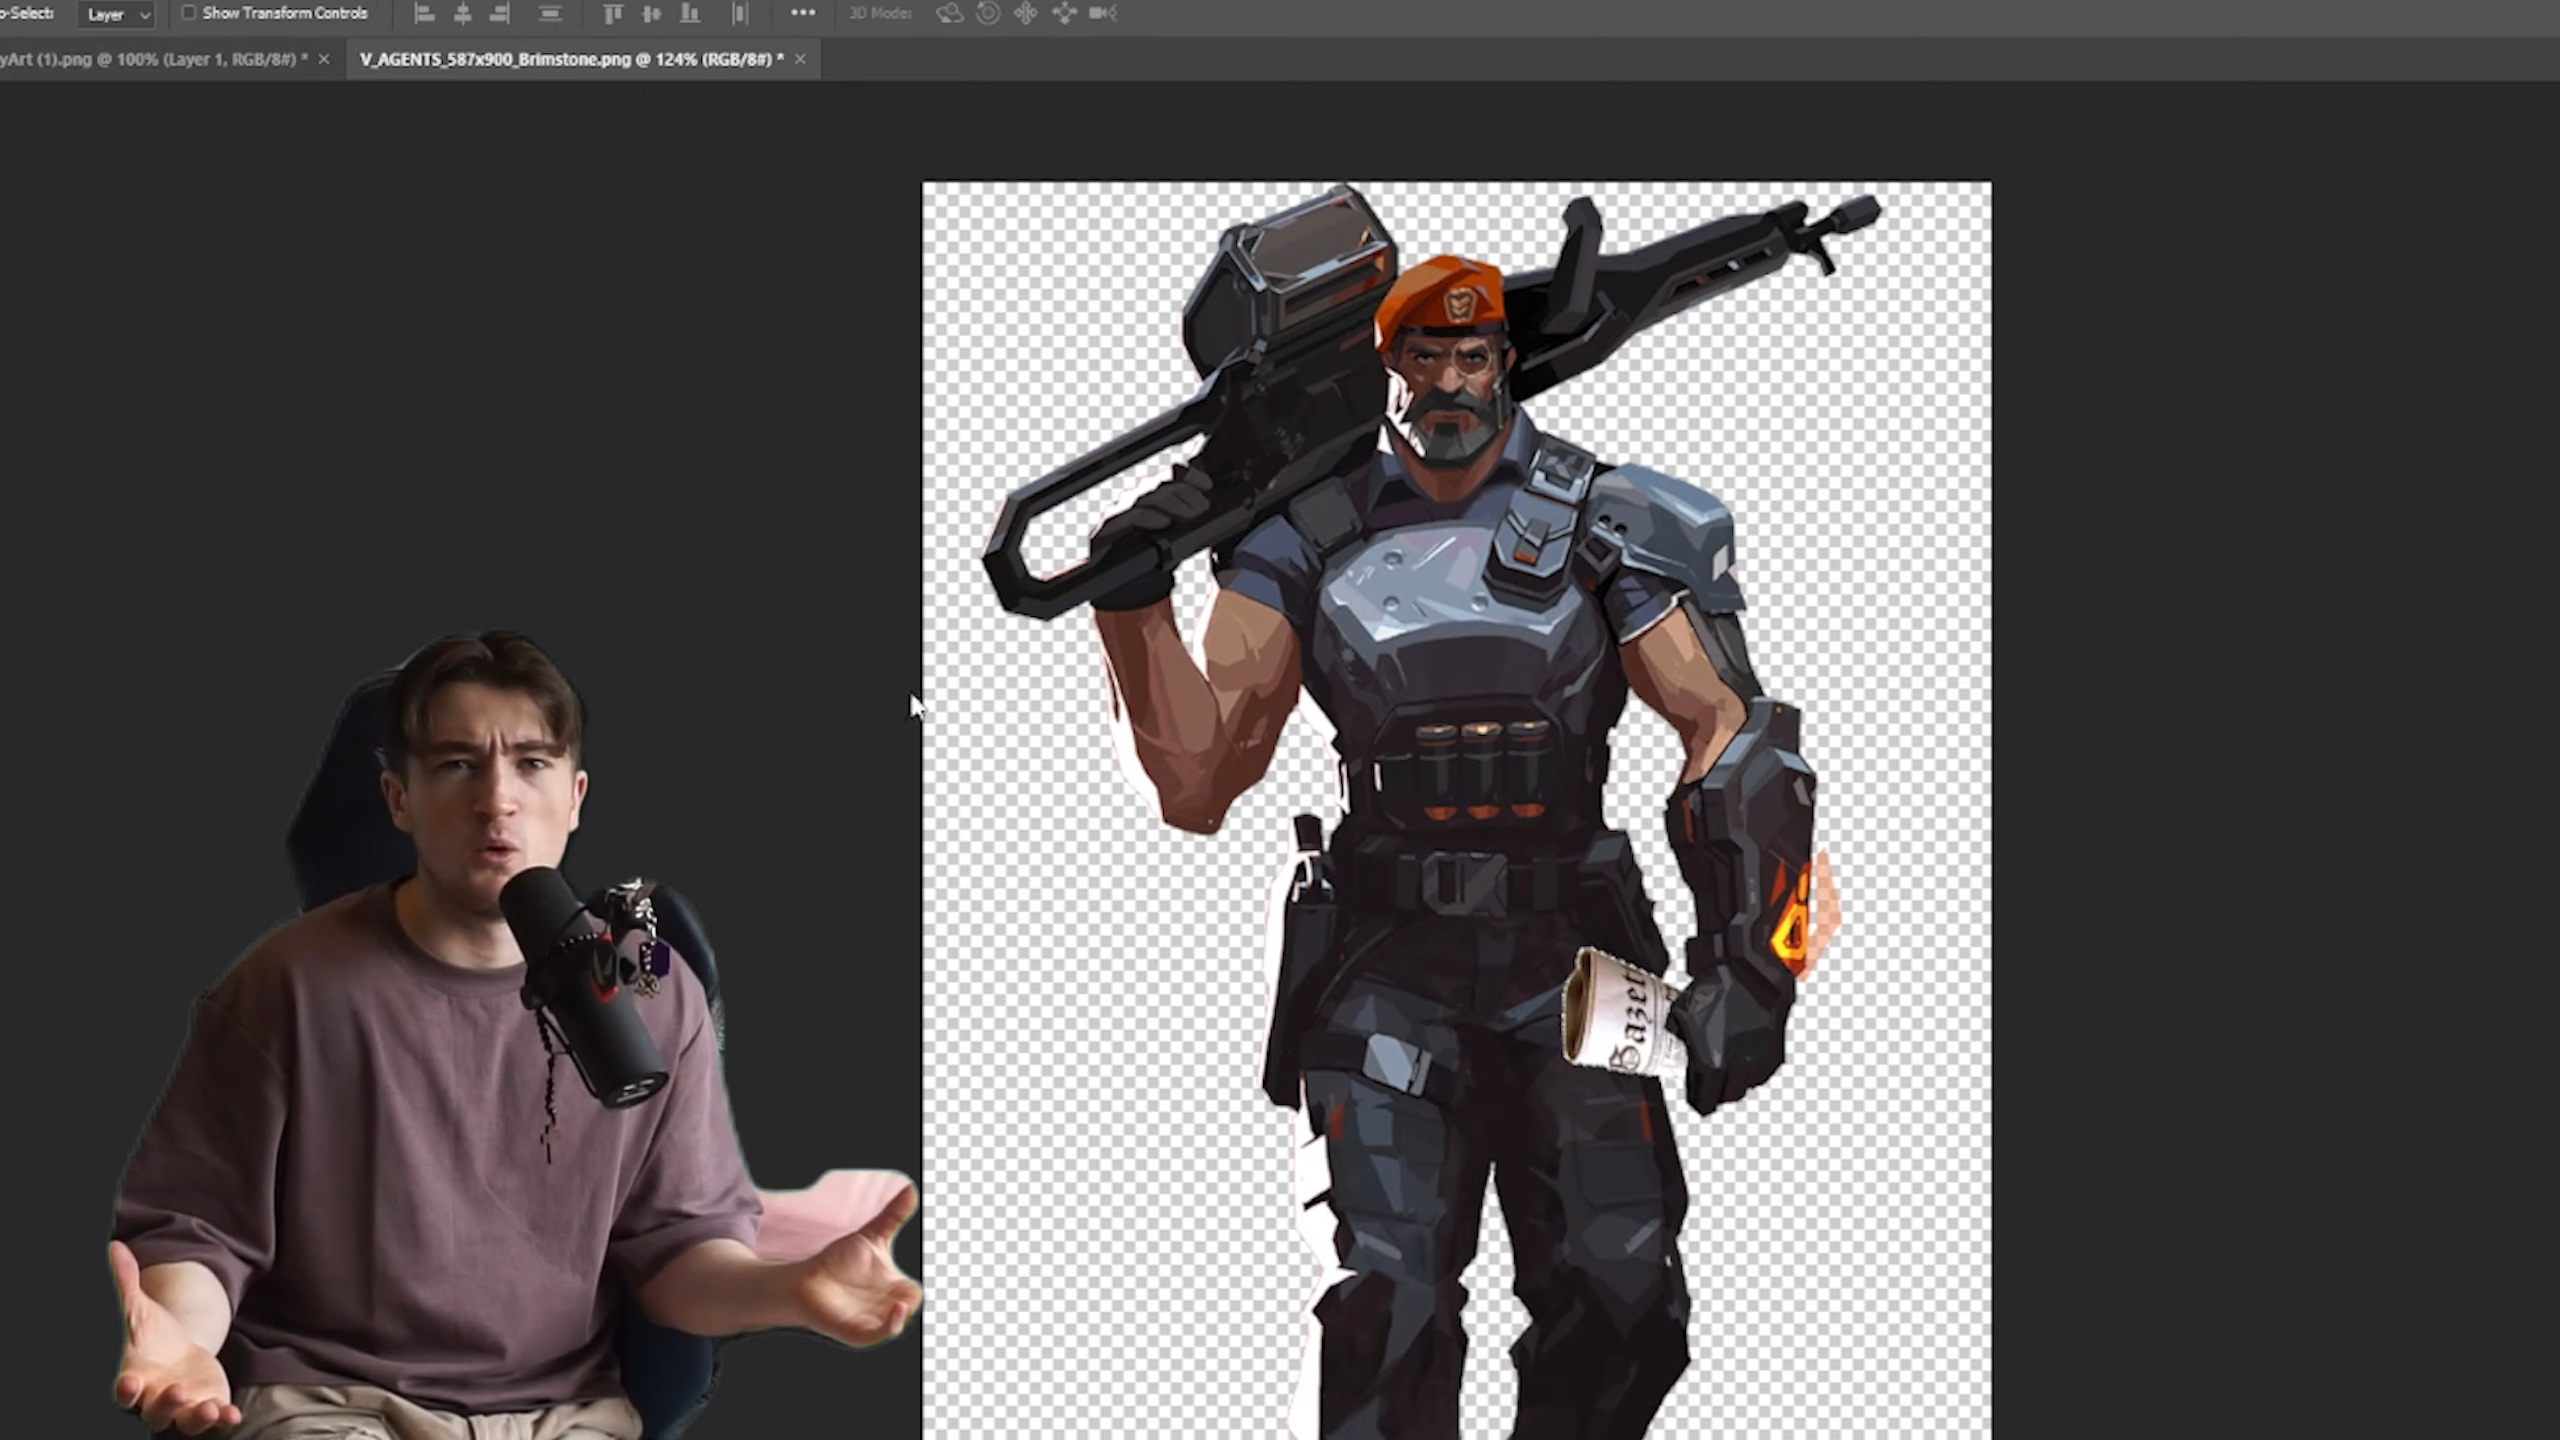 o-Select:
Layer
Show Transform Controls
3D Mode:
yArt (1).png @ 100% (Layer 1, RGB/8#) *
V_AGENTS_587x900_Brimstone.png @ 124% (RGB/8#) *
Gazet